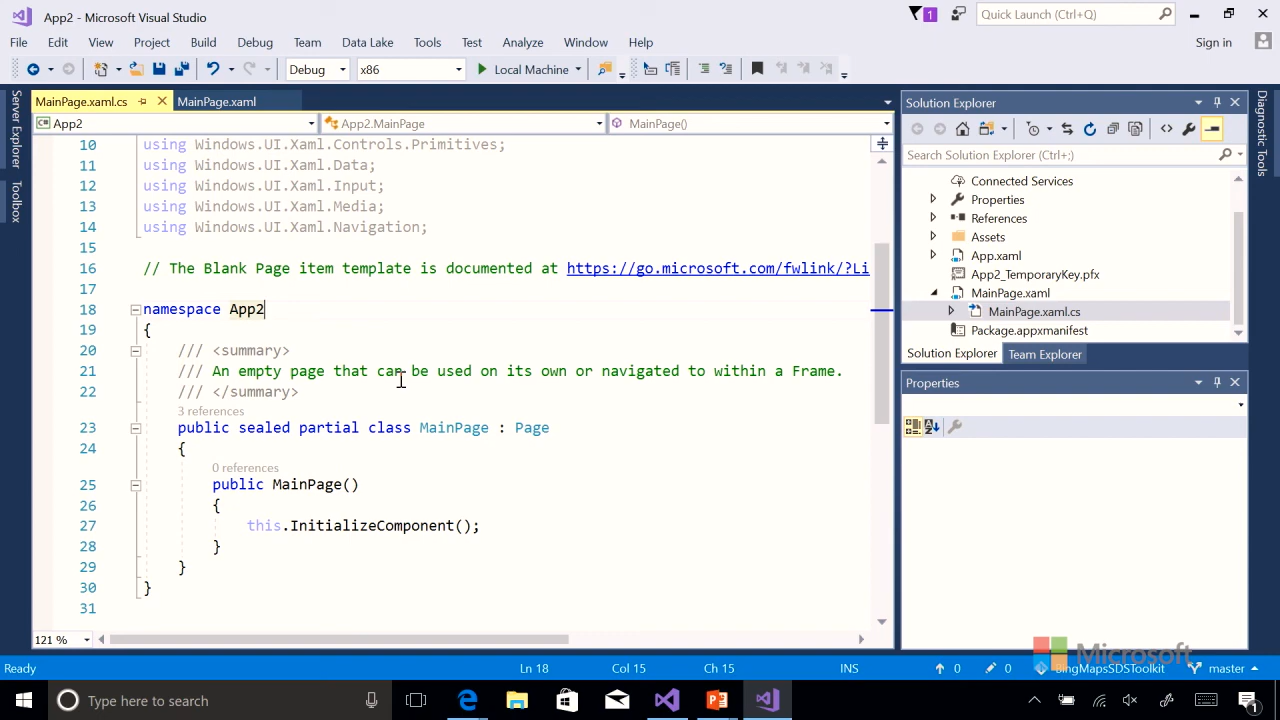 App2 - Microsoft Visual Studio
1
Quick Launch (Ctrl+Q)
File Edit View Project Build Debug Team Data Lake Tools Test Analyze Window Help
Sign in
Debug x86 Local Machine
Server Explorer
Toolbox
MainPage.xaml.cs MainPage.xaml
App2 App2.MainPage MainPage()
10 using Windows.UI.Xaml.Controls.Primitives;
11 using Windows.UI.Xaml.Data;
12 using Windows.UI.Xaml.Input;
13 using Windows.UI.Xaml.Media;
14 using Windows.UI.Xaml.Navigation;
15
16 // The Blank Page item template is documented at https://go.microsoft.com/fwlink/?Li
17
18 namespace App2
19 {
20 /// <summary>
21 /// An empty page that can be used on its own or navigated to within a Frame.
22 /// </summary>
3 references
23 public sealed partial class MainPage : Page
24 {
0 references
25 public MainPage()
26 {
27 this.InitializeComponent();
28 }
29 }
30 }
31
121 %
Solution Explorer
Search Solution Explorer (Ctrl+;)
Connected Services
Properties
References
Assets
App.xaml
App2_TemporaryKey.pfx
MainPage.xaml
MainPage.xaml.cs
Package.appxmanifest
Solution Explorer Team Explorer
Properties
Diagnostic Tools
Microsoft
Ready Ln 18 Col 15 Ch 15 INS 0 0 BingMapsSDSToolkit master
Type here to search
1